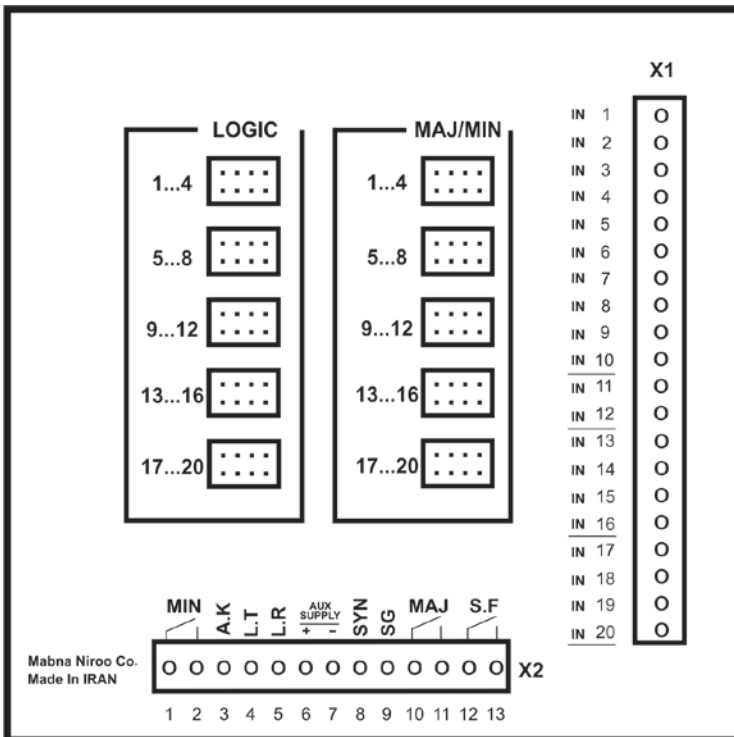 X1
LOGIC
MAJ/MIN
1...4
5...8
9...12
13...16
17...20
1...4
5...8
9...12
13...16
17...20
IN 1 O
IN 2 O
IN 3 O
IN 4 O
IN 5 O
IN 6 O
IN 7 O
IN 8 O
IN 9 O
IN 10 O
IN 11 O
IN 12 O
IN 13 O
IN 14 O
IN 15 O
IN 16 O
IN 17 O
IN 18 O
IN 19 O
IN 20 O
MIN A.K L.T L.R AUX SUPPLY + - SYN SG MAJ S.F
Mabna Niroo Co.
Made In IRAN
O O O O O O O O O O O O O X2
1 2 3 4 5 6 7 8 9 10 11 12 13